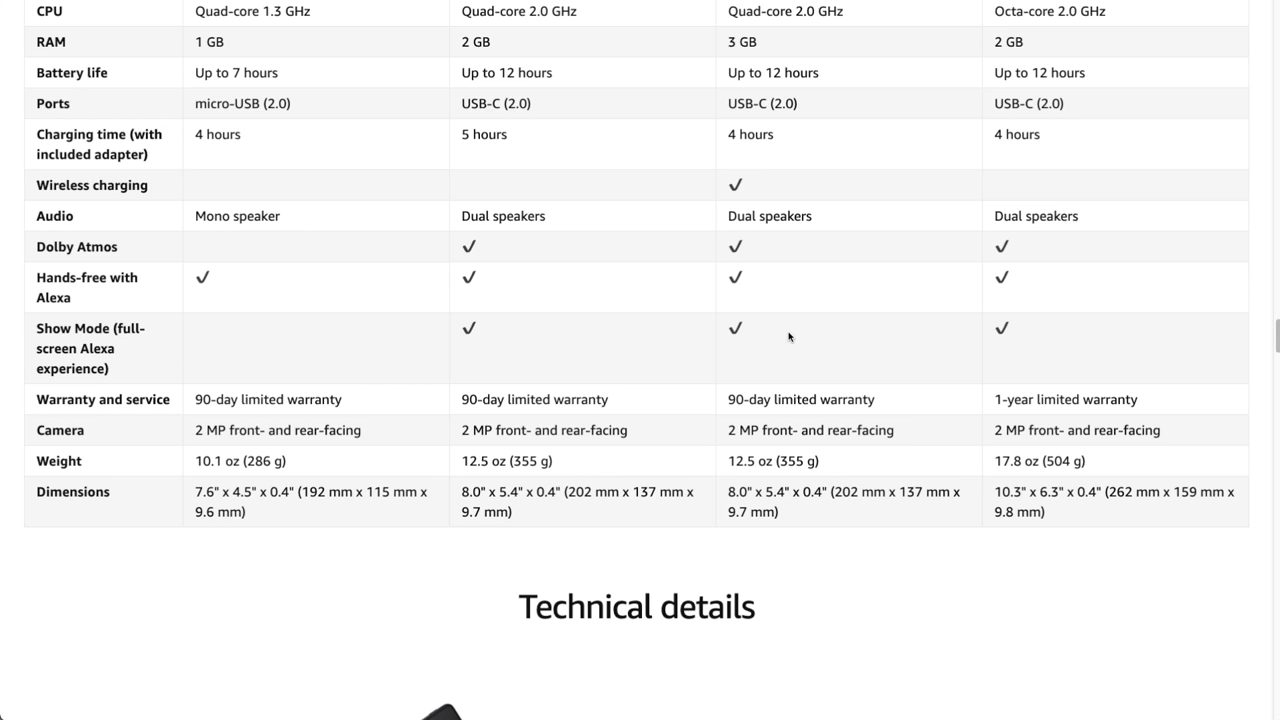 CPU Quad-core 1.3 GHz Quad-core 2.0 GHz Quad-core 2.0 GHz Octa-core 2.0 GHz
RAM 1 GB 2 GB 3 GB 2 GB
Battery life Up to 7 hours Up to 12 hours Up to 12 hours Up to 12 hours
Ports micro-USB (2.0) USB-C (2.0) USB-C (2.0) USB-C (2.0)
Charging time (with 4 hours 5 hours 4 hours 4 hours
included adapter)
Wireless charging ✓
Audio Mono speaker Dual speakers Dual speakers Dual speakers
Dolby Atmos ✓ ✓ ✓
Hands-free with ✓ ✓ ✓ ✓
Alexa
Show Mode (full- ✓ ✓ ✓
screen Alexa
experience)
Warranty and service 90-day limited warranty 90-day limited warranty 90-day limited warranty 1-year limited warranty
Camera 2 MP front- and rear-facing 2 MP front- and rear-facing 2 MP front- and rear-facing 2 MP front- and rear-facing
Weight 10.1 oz (286 g) 12.5 oz (355 g) 12.5 oz (355 g) 17.8 oz (504 g)
Dimensions 7.6" x 4.5" x 0.4" (192 mm x 115 mm x 8.0" x 5.4" x 0.4" (202 mm x 137 mm x 8.0" x 5.4" x 0.4" (202 mm x 137 mm x 10.3" x 6.3" x 0.4" (262 mm x 159 mm x
9.6 mm) 9.7 mm) 9.7 mm) 9.8 mm)
Technical details